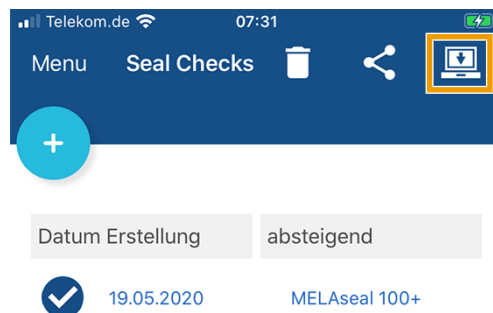 Telekom.de 07:31
Menu Seal Checks
+
Datum Erstellung absteigend
19.05.2020 MELAseal 100+